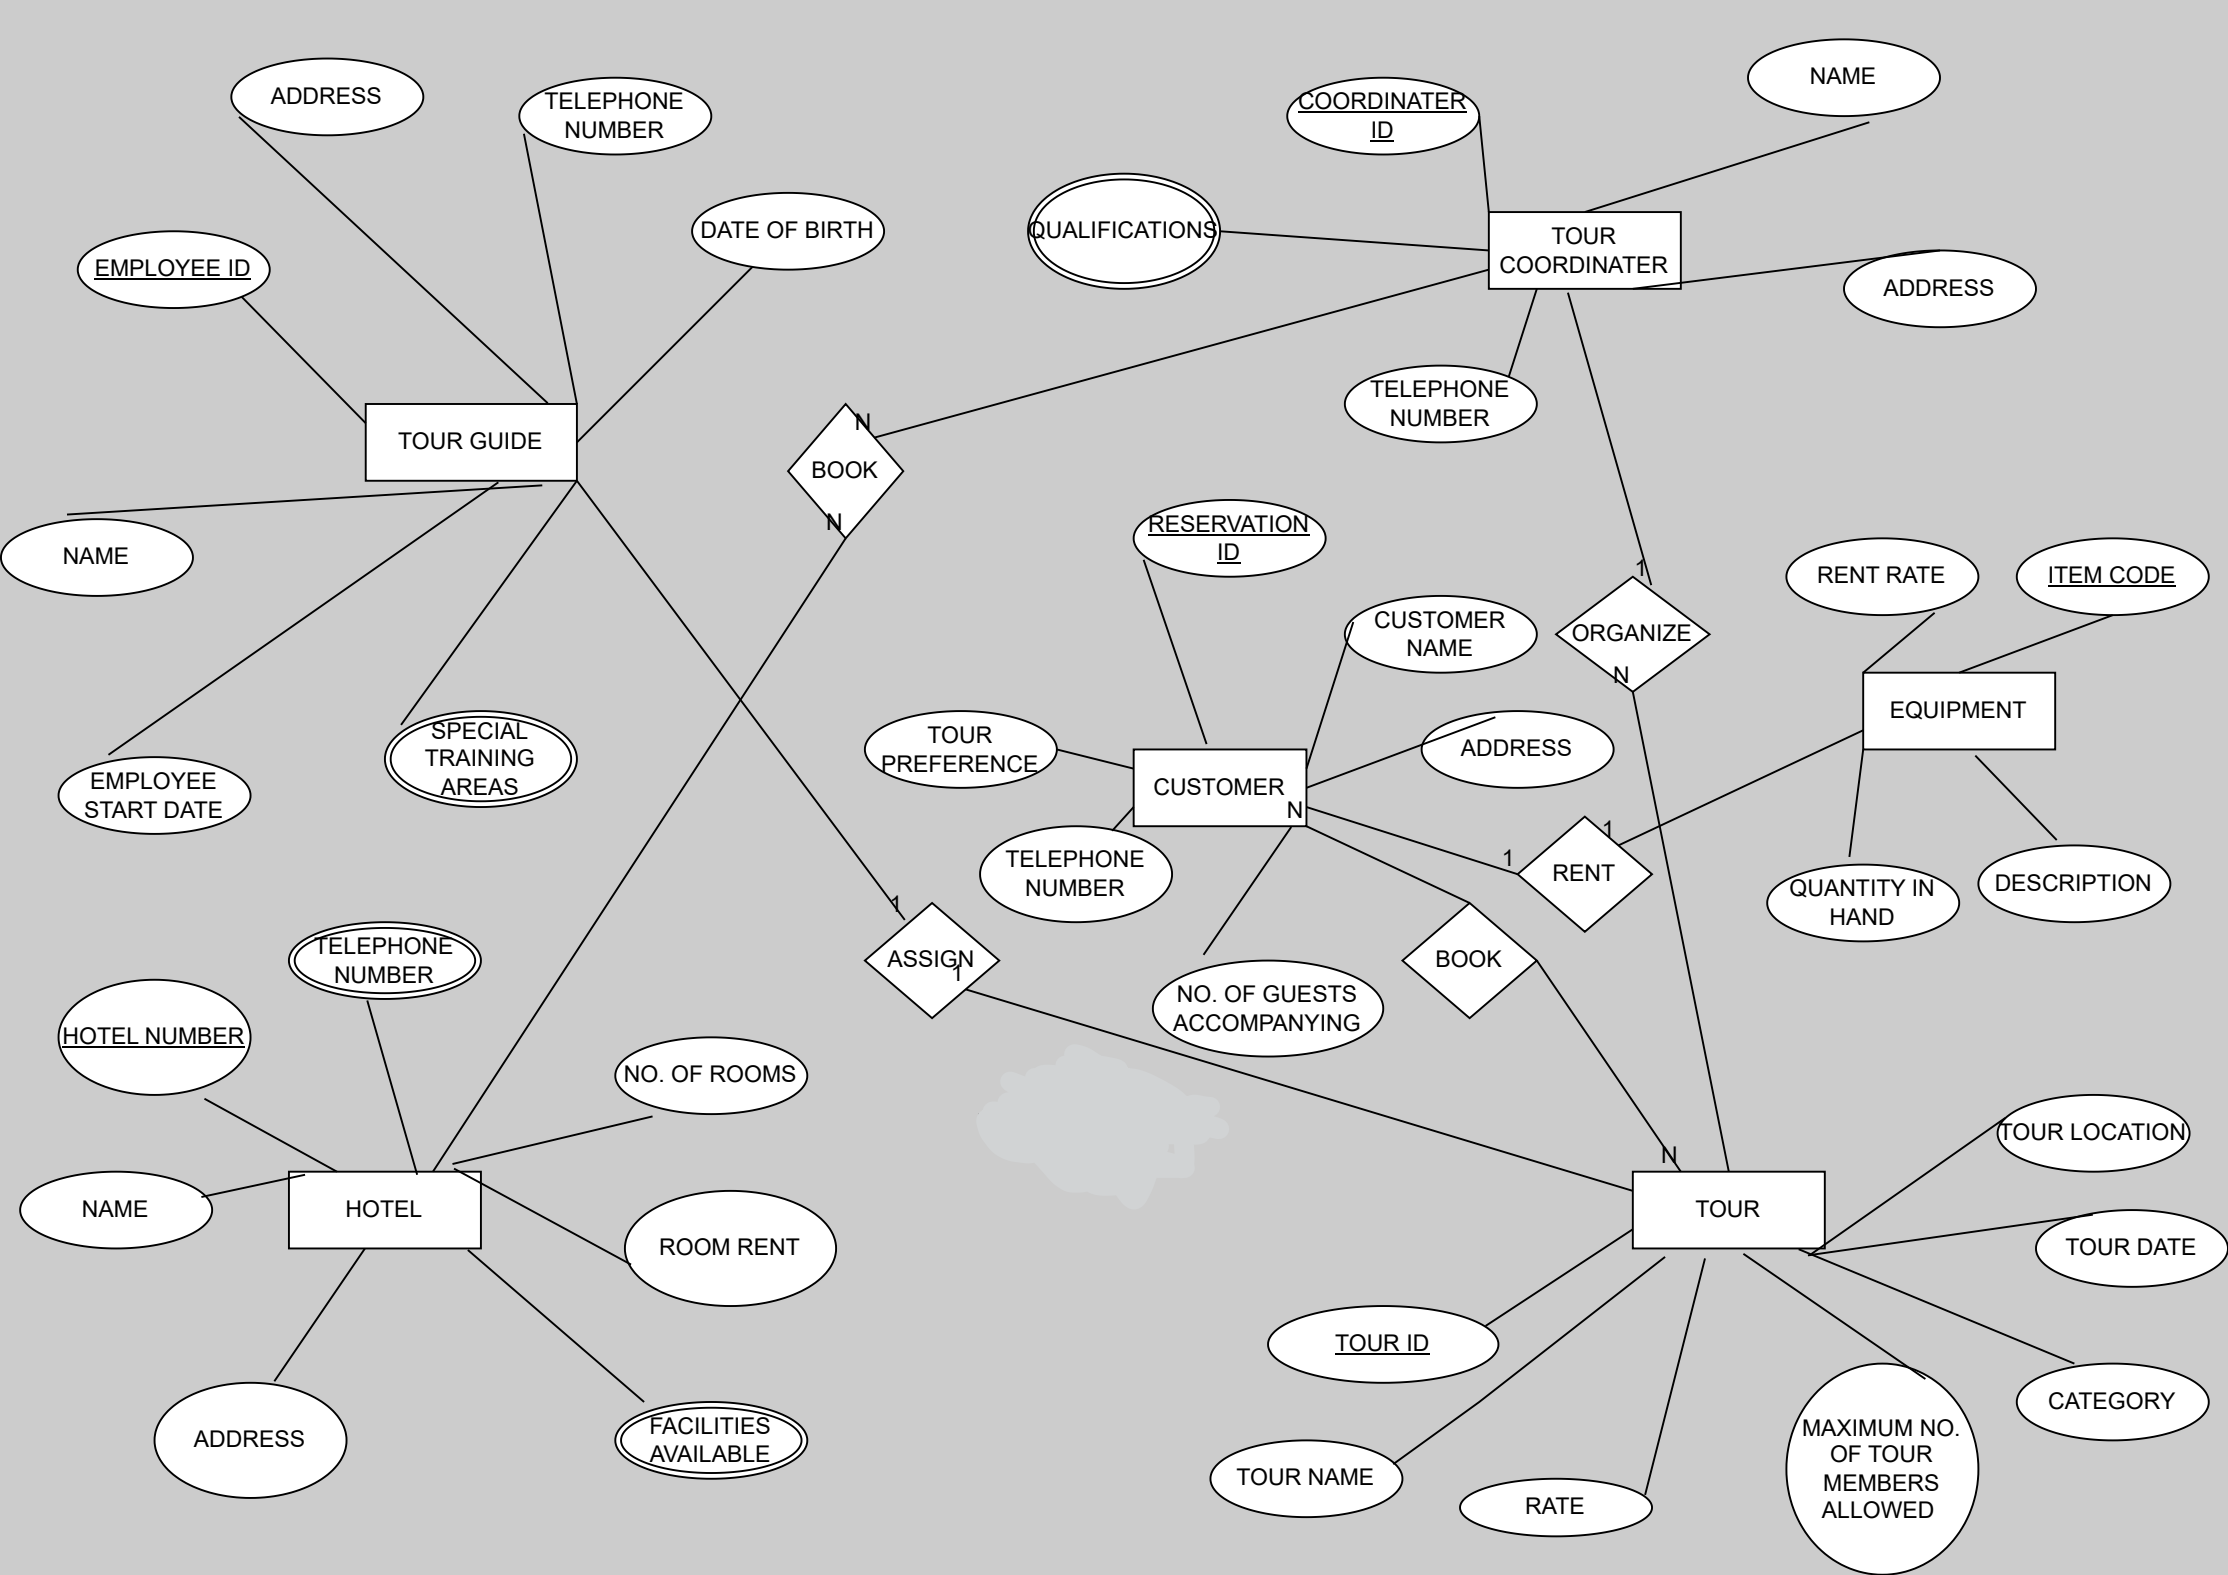 NAME
ADDRESS
TELEPHONE
NUMBER
COORDINATER
ID
DATE OF BIRTH
QUALIFICATIONS
TOUR
COORDINATER
EMPLOYEE ID
ADDRESS
TELEPHONE
NUMBER
TOUR GUIDE
N
BOOK
N
RESERVATION
ID
NAME
1
ORGANIZE
N
RENT RATE
ITEM CODE
CUSTOMER
NAME
EQUIPMENT
SPECIAL
TRAINING
AREAS
TOUR
PREFERENCE
ADDRESS
CUSTOMER
N
EMPLOYEE
START DATE
1
1
RENT
TELEPHONE
NUMBER
QUANTITY IN
HAND
DESCRIPTION
1
ASSIGN
1
BOOK
TELEPHONE
NUMBER
NO. OF GUESTS
ACCOMPANYING
HOTEL NUMBER
NO. OF ROOMS
TOUR LOCATION
N
NAME
HOTEL
TOUR
ROOM RENT
TOUR DATE
TOUR ID
CATEGORY
ADDRESS
FACILITIES
AVAILABLE
MAXIMUM NO.
OF TOUR
MEMBERS
ALLOWED
TOUR NAME
RATE